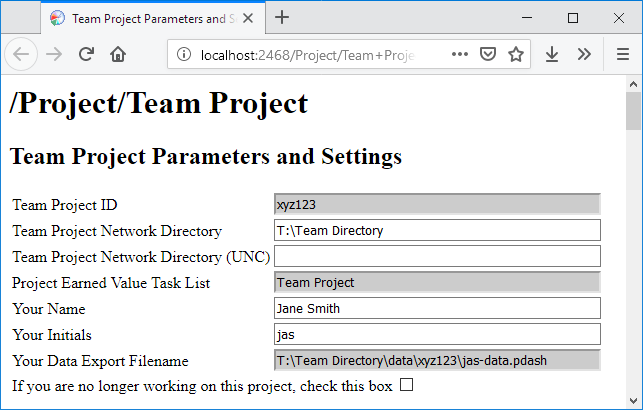 Team Project Parameters and S
localhost:2468/Project/Team+Proje
/Project/Team Project
Team Project Parameters and Settings
Team Project ID xyz123
Team Project Network Directory T:\Team Directory
Team Project Network Directory (UNC)
Project Earned Value Task List Team Project
Your Name Jane Smith
Your Initials jas
Your Data Export Filename T:\Team Directory\data\xyz123\jas-data.pdash
If you are no longer working on this project, check this box